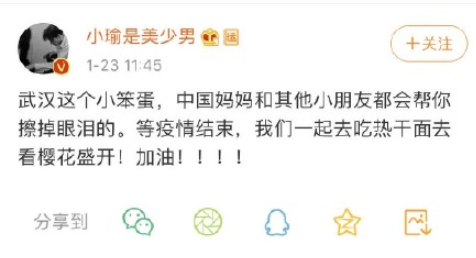 小瑜是美少男
+关注
1-23 11:45
武汉这个小笨蛋，中国妈妈和其他小朋友都会帮你
擦掉眼泪的。等疫情结束，我们一起去吃热干面去
看樱花盛开！加油！！！！
分享到